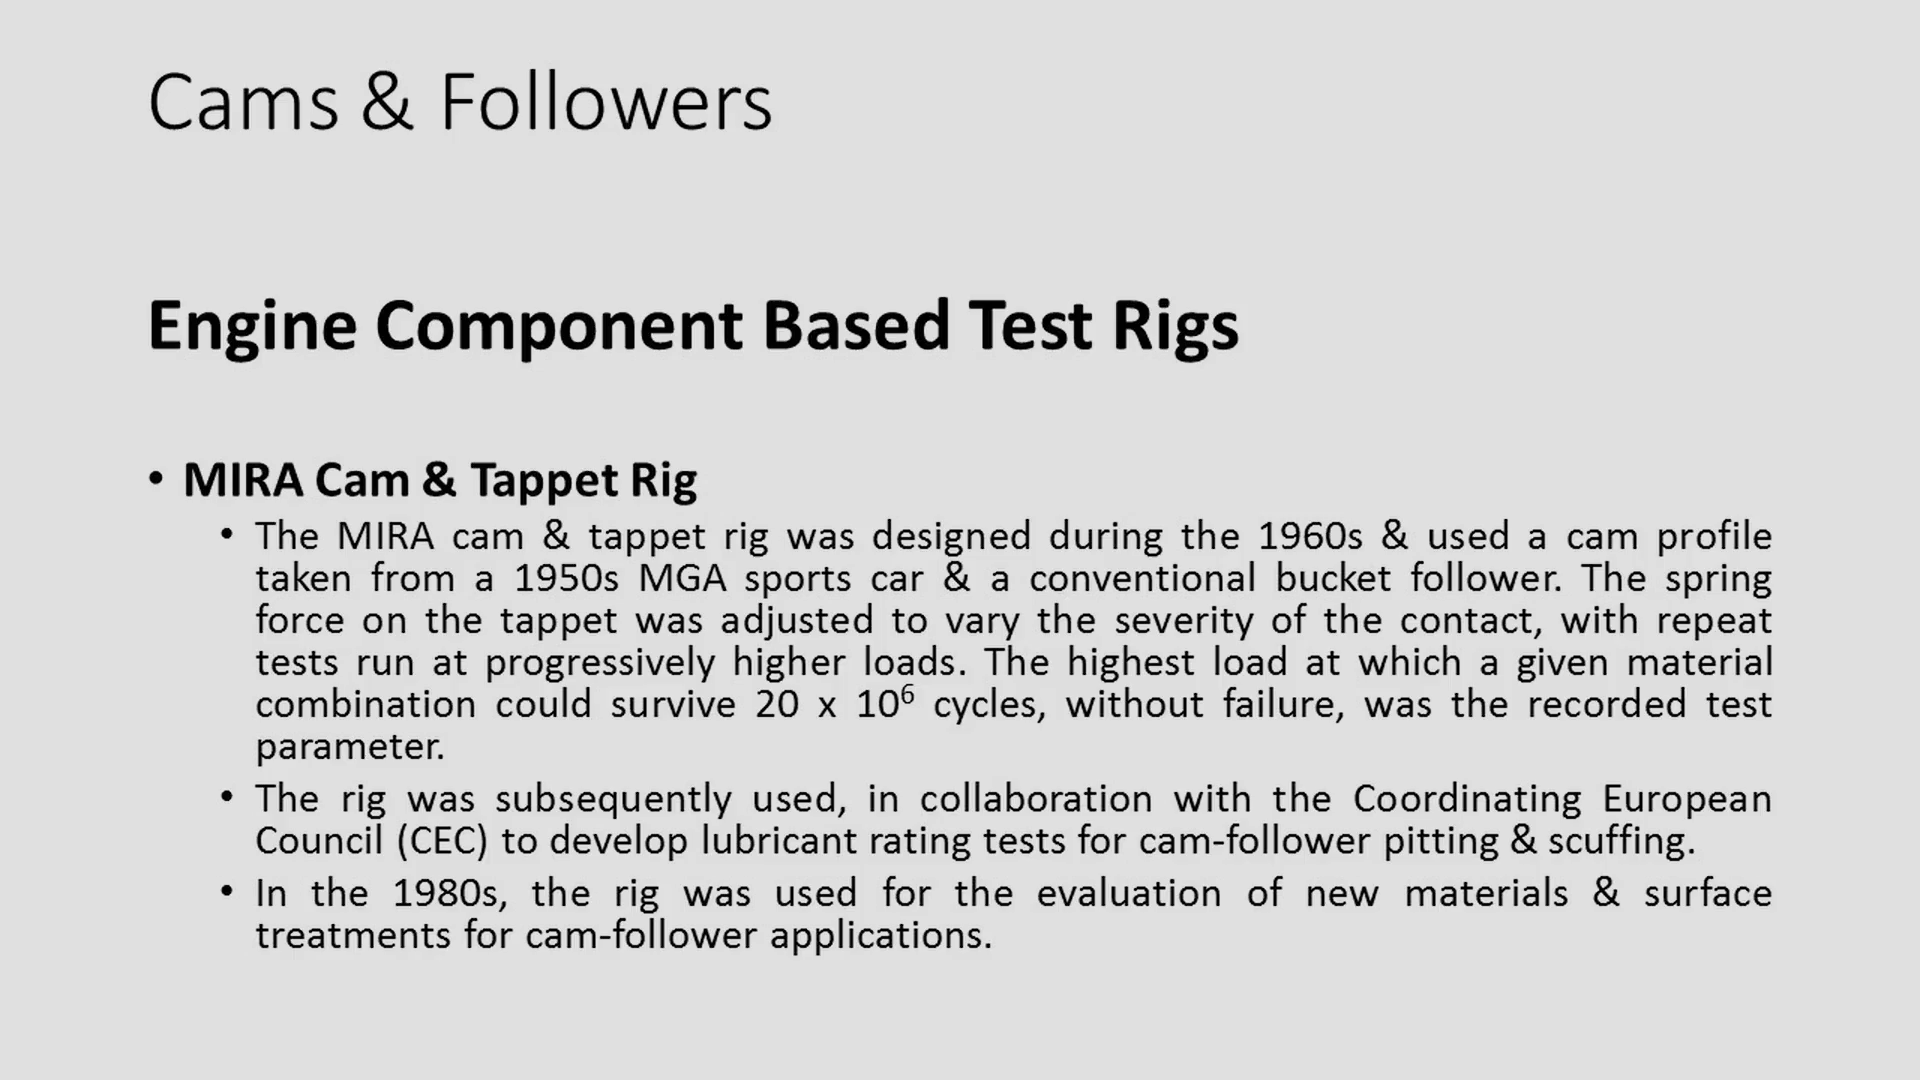 Cams & Followers
Engine Component Based Test Rigs
• MIRA Cam & Tappet Rig
• The MIRA cam & tappet rig was designed during the 1960s & used a cam profile
taken from a 1950s MGA sports car & a conventional bucket follower. The spring
force on the tappet was adjusted to vary the severity of the contact, with repeat
tests run at progressively higher loads. The highest load at which a given material
combination could survive 20 x 10⁶ cycles, without failure, was the recorded test
parameter.
• The rig was subsequently used, in collaboration with the Coordinating European
Council (CEC) to develop lubricant rating tests for cam-follower pitting & scuffing.
• In the 1980s, the rig was used for the evaluation of new materials & surface
treatments for cam-follower applications.